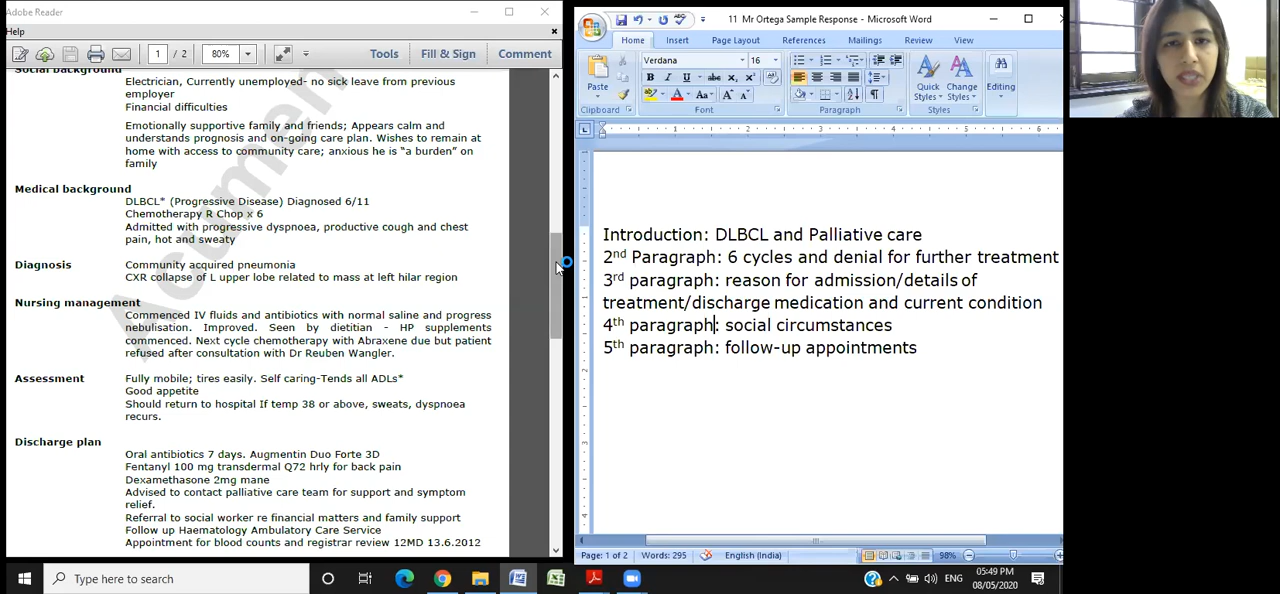 Adobe Reader
Help
1 / 2
80%
Tools
Fill & Sign
Comment
Social background
Electrician, Currently unemployed- no sick leave from previous
employer
Financial difficulties
Emotionally supportive family and friends; Appears calm and
understands prognosis and on-going care plan. Wishes to remain at
home with access to community care; anxious he is "a burden" on
family
Medical background
DLBCL* (Progressive Disease) Diagnosed 6/11
Chemotherapy R Chop x 6
Admitted with progressive dyspnoea, productive cough and chest
pain, hot and sweaty
Diagnosis
Community acquired pneumonia
CXR collapse of L upper lobe related to mass at left hilar region
Nursing management
Commenced IV fluids and antibiotics with normal saline and progress
nebulisation. Improved. Seen by dietitian - HP supplements
commenced. Next cycle chemotherapy with Abraxene due but patient
refused after consultation with Dr Reuben Wangler.
Assessment
Fully mobile; tires easily. Self caring-Tends all ADLs*
Good appetite
Should return to hospital If temp 38 or above, sweats, dyspnoea
recurs.
Discharge plan
Oral antibiotics 7 days. Augmentin Duo Forte 3D
Fentanyl 100 mg transdermal Q72 hrly for back pain
Dexamethasone 2mg mane
Advised to contact palliative care team for support and symptom
relief.
Referral to social worker re financial matters and family support
Follow up Haematology Ambulatory Care Service
Appointment for blood counts and registrar review 12MD 13.6.2012
Acumen
11 Mr Ortega Sample Response - Microsoft Word
Home Insert Page Layout References Mailings Review View
Verdana 16
Paste
B I U abc x₂ x²
A Aa A A
Quick Styles
Change Styles
Editing
Clipboard Font Paragraph Styles
1 2 3 4 5 6
Introduction: DLBCL and Palliative care
2nd Paragraph: 6 cycles and denial for further treatment
3rd paragraph: reason for admission/details of
treatment/discharge medication and current condition
4th paragraph: social circumstances
5th paragraph: follow-up appointments
Page: 1 of 2 Words: 295 English (India) 98%
Type here to search
ENG
05:49 PM
08/05/2020